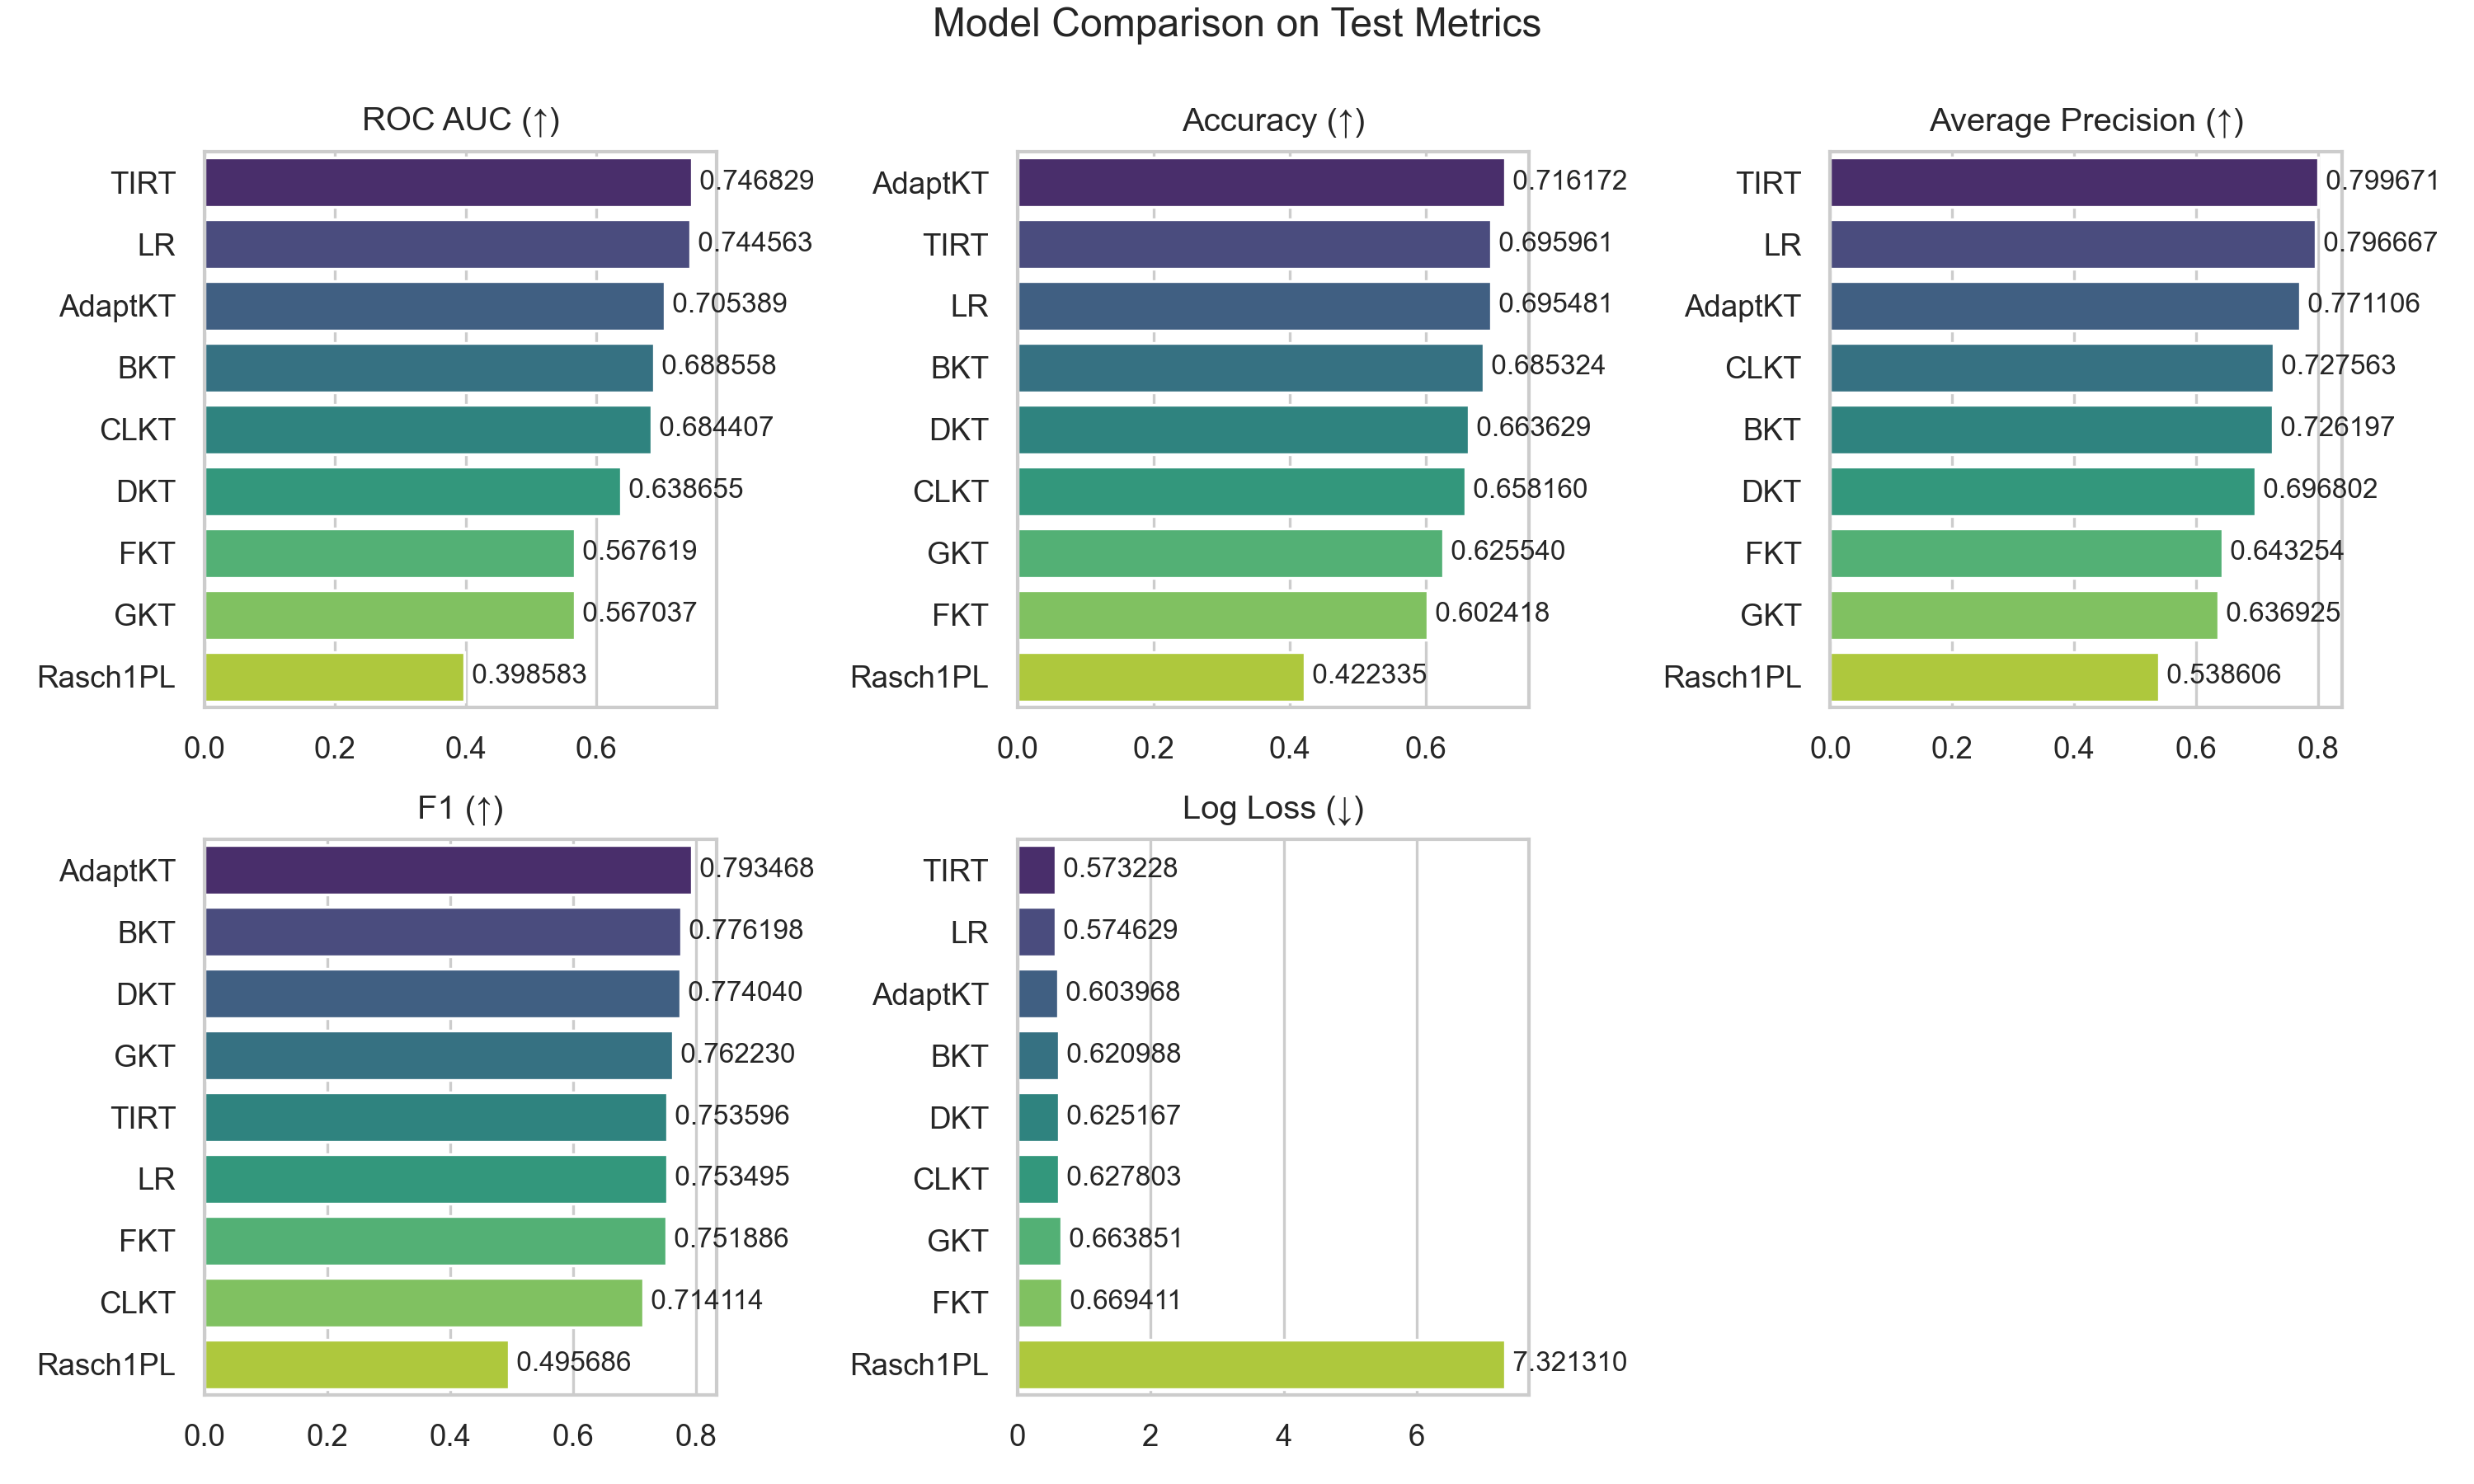 Model Comparison on Test Metrics
ROC AUC (↑)
TIRT 0.746829
LR 0.744563
AdaptKT 0.705389
BKT 0.688558
CLKT 0.684407
DKT 0.638655
FKT 0.567619
GKT 0.567037
Rasch1PL 0.398583
0.0 0.2 0.4 0.6
Accuracy (↑)
AdaptKT 0.716172
TIRT 0.695961
LR 0.695481
BKT 0.685324
DKT 0.663629
CLKT 0.658160
GKT 0.625540
FKT 0.602418
Rasch1PL 0.422335
0.0 0.2 0.4 0.6
Average Precision (↑)
TIRT 0.799671
LR 0.796667
AdaptKT 0.771106
CLKT 0.727563
BKT 0.726197
DKT 0.696802
FKT 0.643254
GKT 0.636925
Rasch1PL 0.538606
0.0 0.2 0.4 0.6 0.8
F1 (↑)
AdaptKT 0.793468
BKT 0.776198
DKT 0.774040
GKT 0.762230
TIRT 0.753596
LR 0.753495
FKT 0.751886
CLKT 0.714114
Rasch1PL 0.495686
0.0 0.2 0.4 0.6 0.8
Log Loss (↓)
TIRT 0.573228
LR 0.574629
AdaptKT 0.603968
BKT 0.620988
DKT 0.625167
CLKT 0.627803
GKT 0.663851
FKT 0.669411
Rasch1PL 7.321310
0 2 4 6